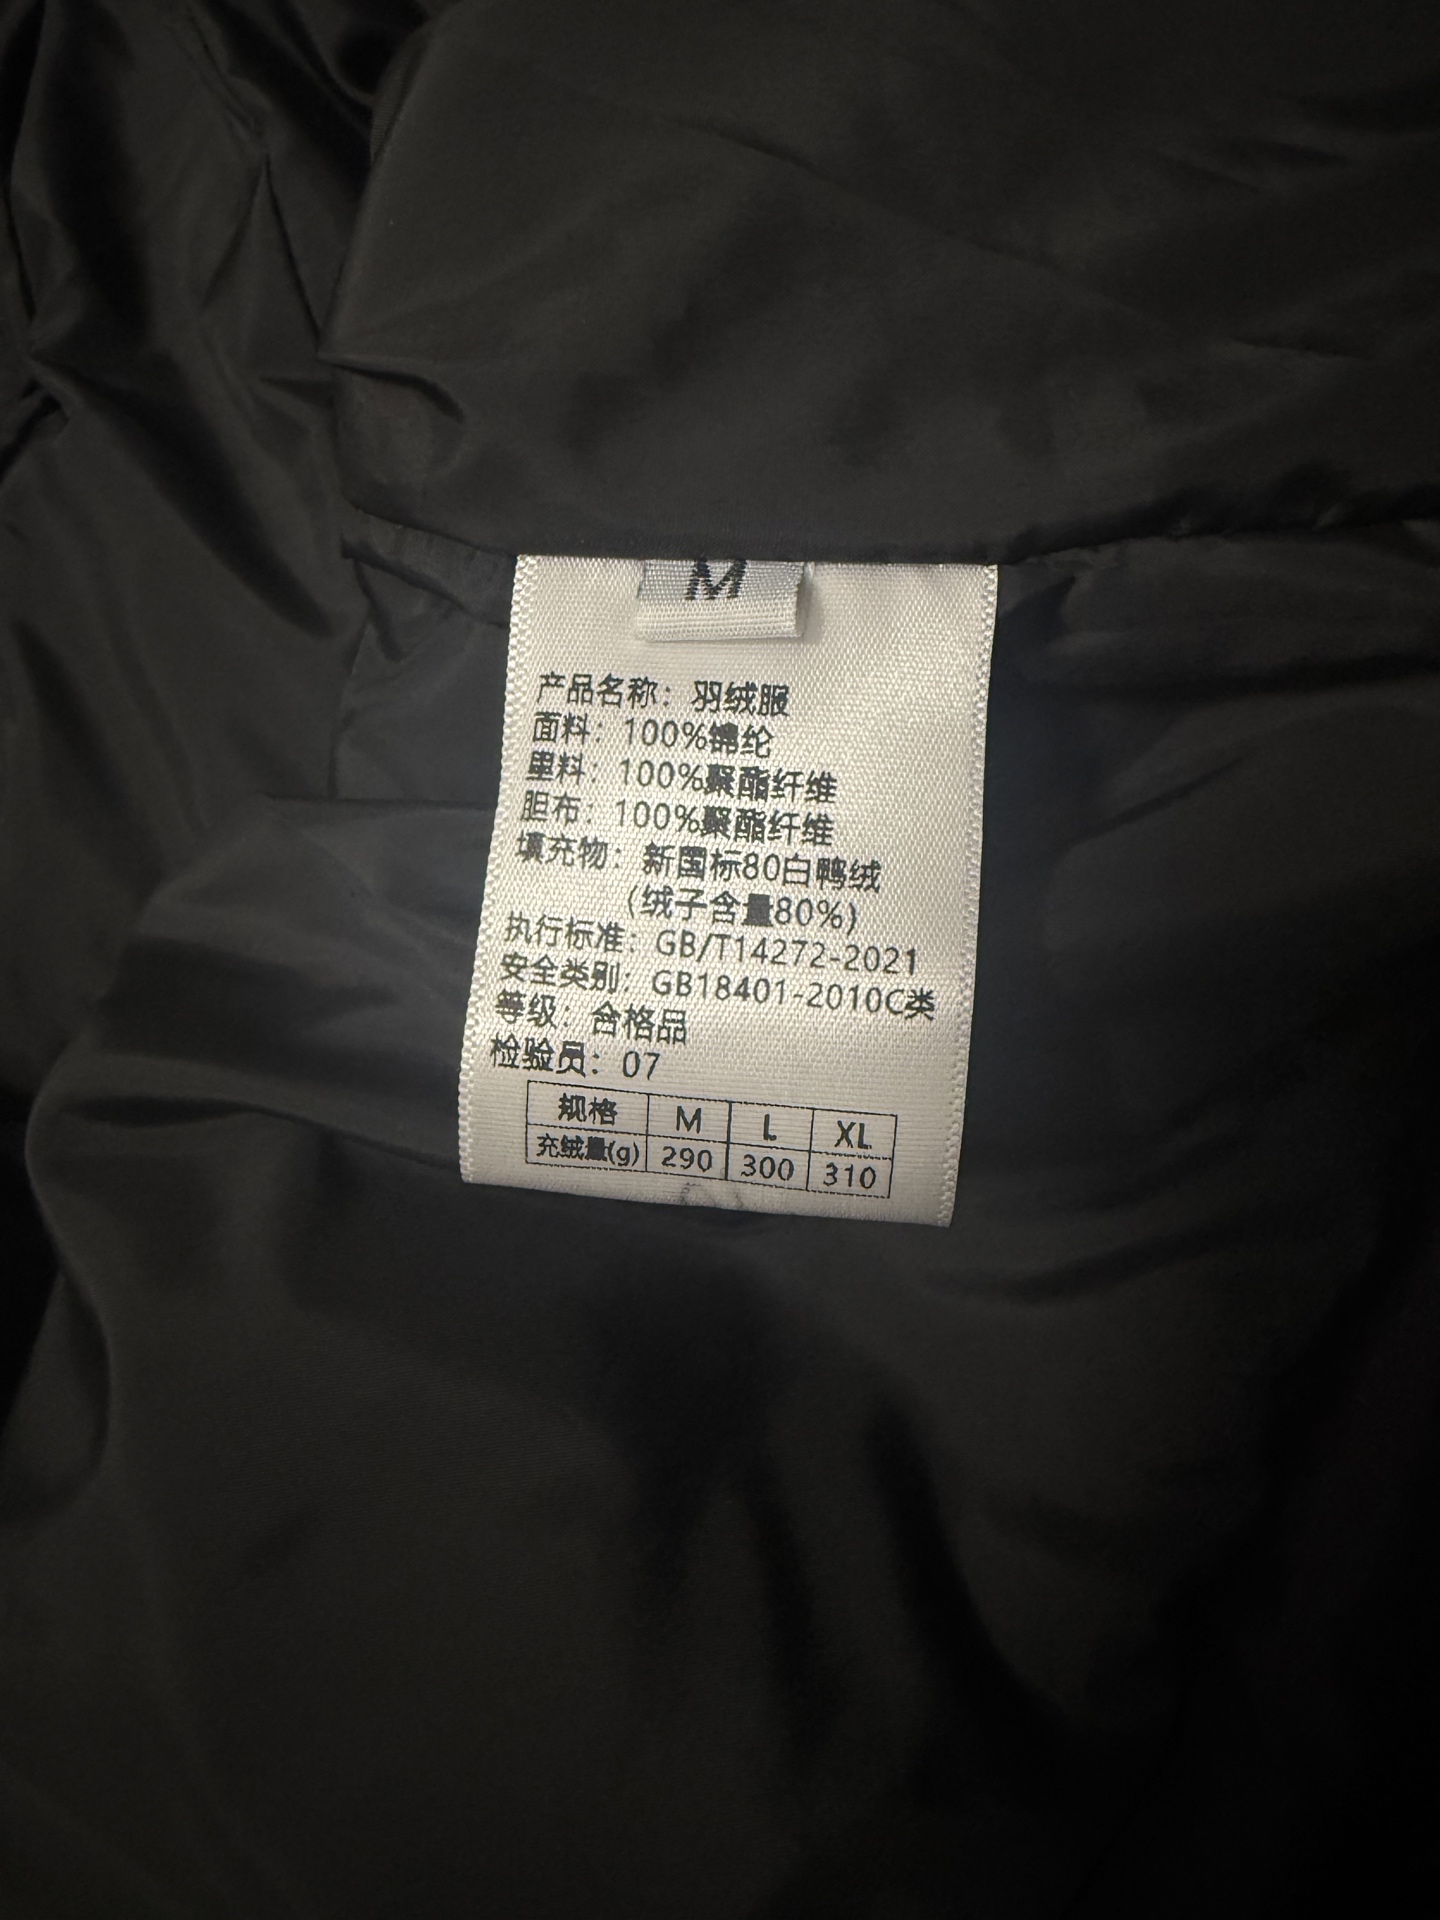 M
产品名称：羽绒服
面料：100%锦纶
里料：100%聚酯纤维
胆布：100%聚酯纤维
填充物：新国标80白鸭绒
(绒子含量80%)
执行标准：GB/T14272-2021
安全类别：GB18401-2010C类
等级：合格品
检验员：07
规格 M L XL
充绒量(g) 290 300 310